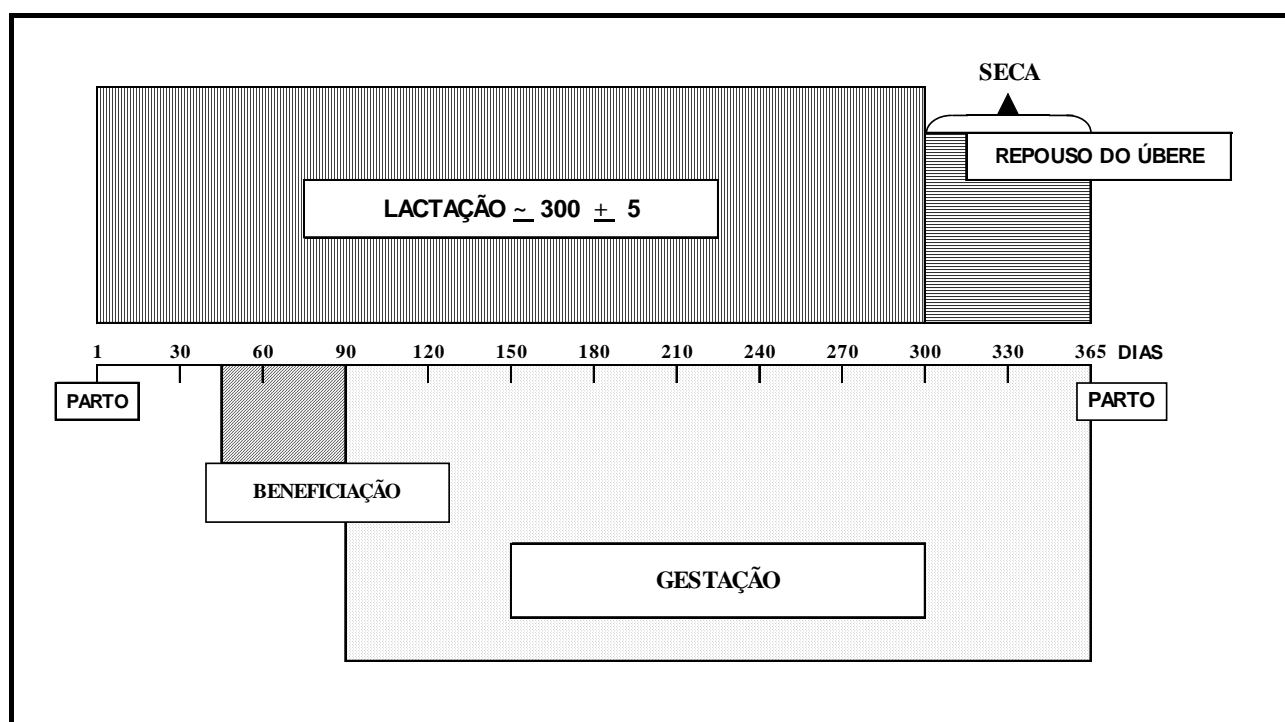 SECA
REPOUSO DO ÚBERE
LACTAÇÃO ~ 300 + 5
1 30 60 90 120 150 180 210 240 270 300 330 365 DIAS
PARTO PARTO
BENEFICIAÇÃO
GESTAÇÃO